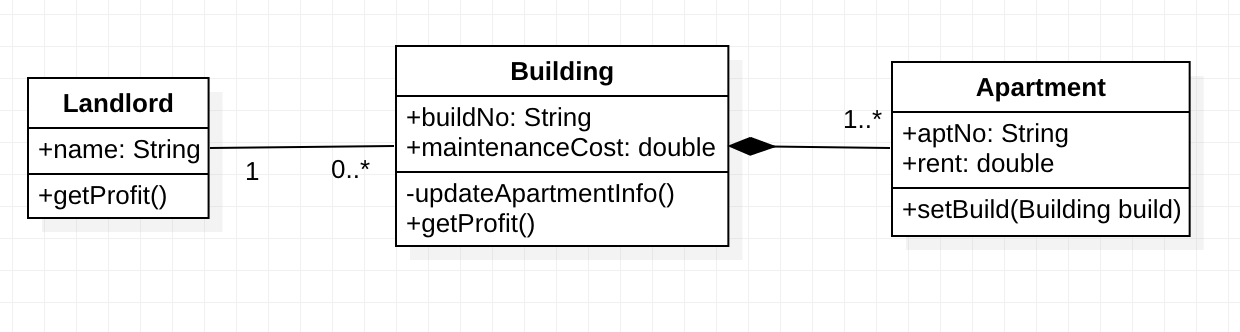 Landlord
+name: String
+getProfit()
1
0..*
Building
+buildNo: String
+maintenanceCost: double
-updateApartmentInfo()
+getProfit()
1..*
Apartment
+aptNo: String
+rent: double
+setBuild(Building build)